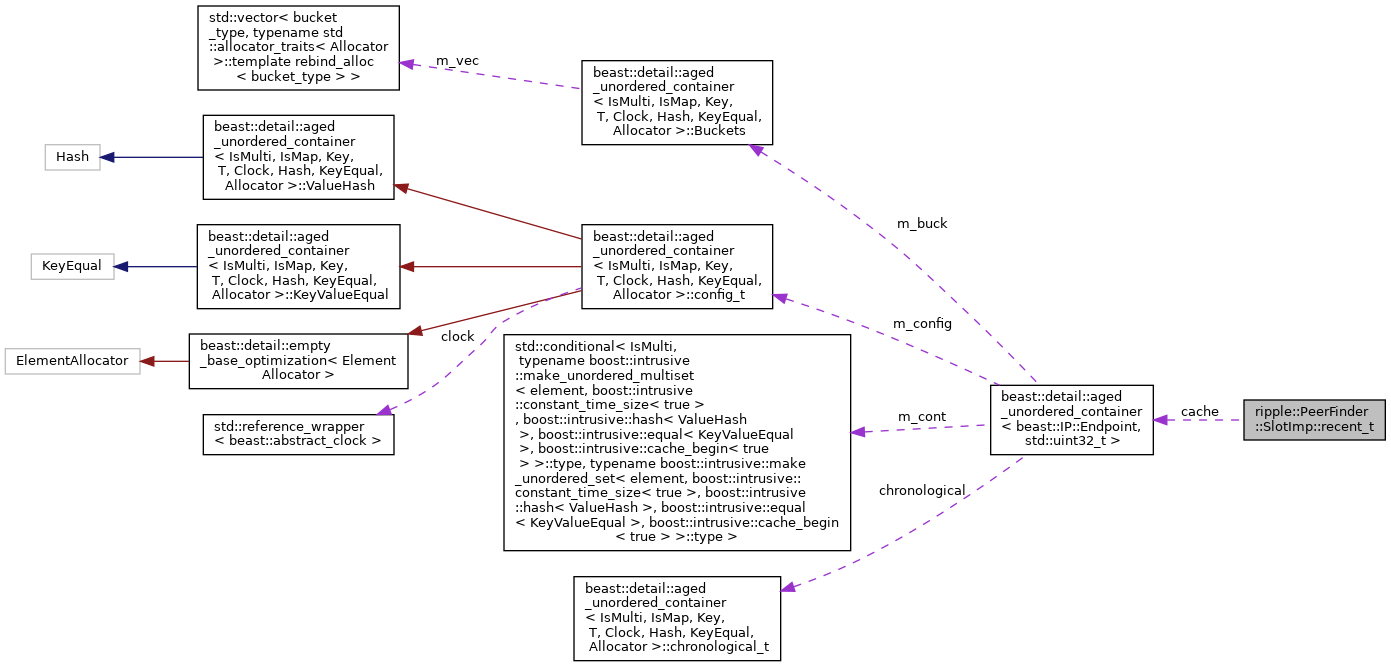 std::vector< bucket
_type, typename std
::allocator_traits< Allocator
>::template rebind_alloc
< bucket_type > >
m_vec
beast::detail::aged
_unordered_container
< IsMulti, IsMap, Key,
T, Clock, Hash, KeyEqual,
Allocator >::Buckets
Hash
beast::detail::aged
_unordered_container
< IsMulti, IsMap, Key,
T, Clock, Hash, KeyEqual,
Allocator >::ValueHash
m_buck
KeyEqual
beast::detail::aged
_unordered_container
< IsMulti, IsMap, Key,
T, Clock, Hash, KeyEqual,
Allocator >::KeyValueEqual
beast::detail::aged
_unordered_container
< IsMulti, IsMap, Key,
T, Clock, Hash, KeyEqual,
Allocator >::config_t
m_config
clock
ElementAllocator
beast::detail::empty
_base_optimization< Element
Allocator >
std::reference_wrapper
< beast::abstract_clock >
std::conditional< IsMulti,
typename boost::intrusive
::make_unordered_multiset
< element, boost::intrusive
::constant_time_size< true >
, boost::intrusive::hash< ValueHash
>, boost::intrusive::equal< KeyValueEqual
>, boost::intrusive::cache_begin< true
> >::type, typename boost::intrusive::make
_unordered_set< element, boost::intrusive::
constant_time_size< true >, boost::intrusive
::hash< ValueHash >, boost::intrusive::equal
< KeyValueEqual >, boost::intrusive::cache_begin
< true > >::type >
m_cont
beast::detail::aged
_unordered_container
< beast::IP::Endpoint,
std::uint32_t >
cache
ripple::PeerFinder
::SlotImp::recent_t
chronological
beast::detail::aged
_unordered_container
< IsMulti, IsMap, Key,
T, Clock, Hash, KeyEqual,
Allocator >::chronological_t